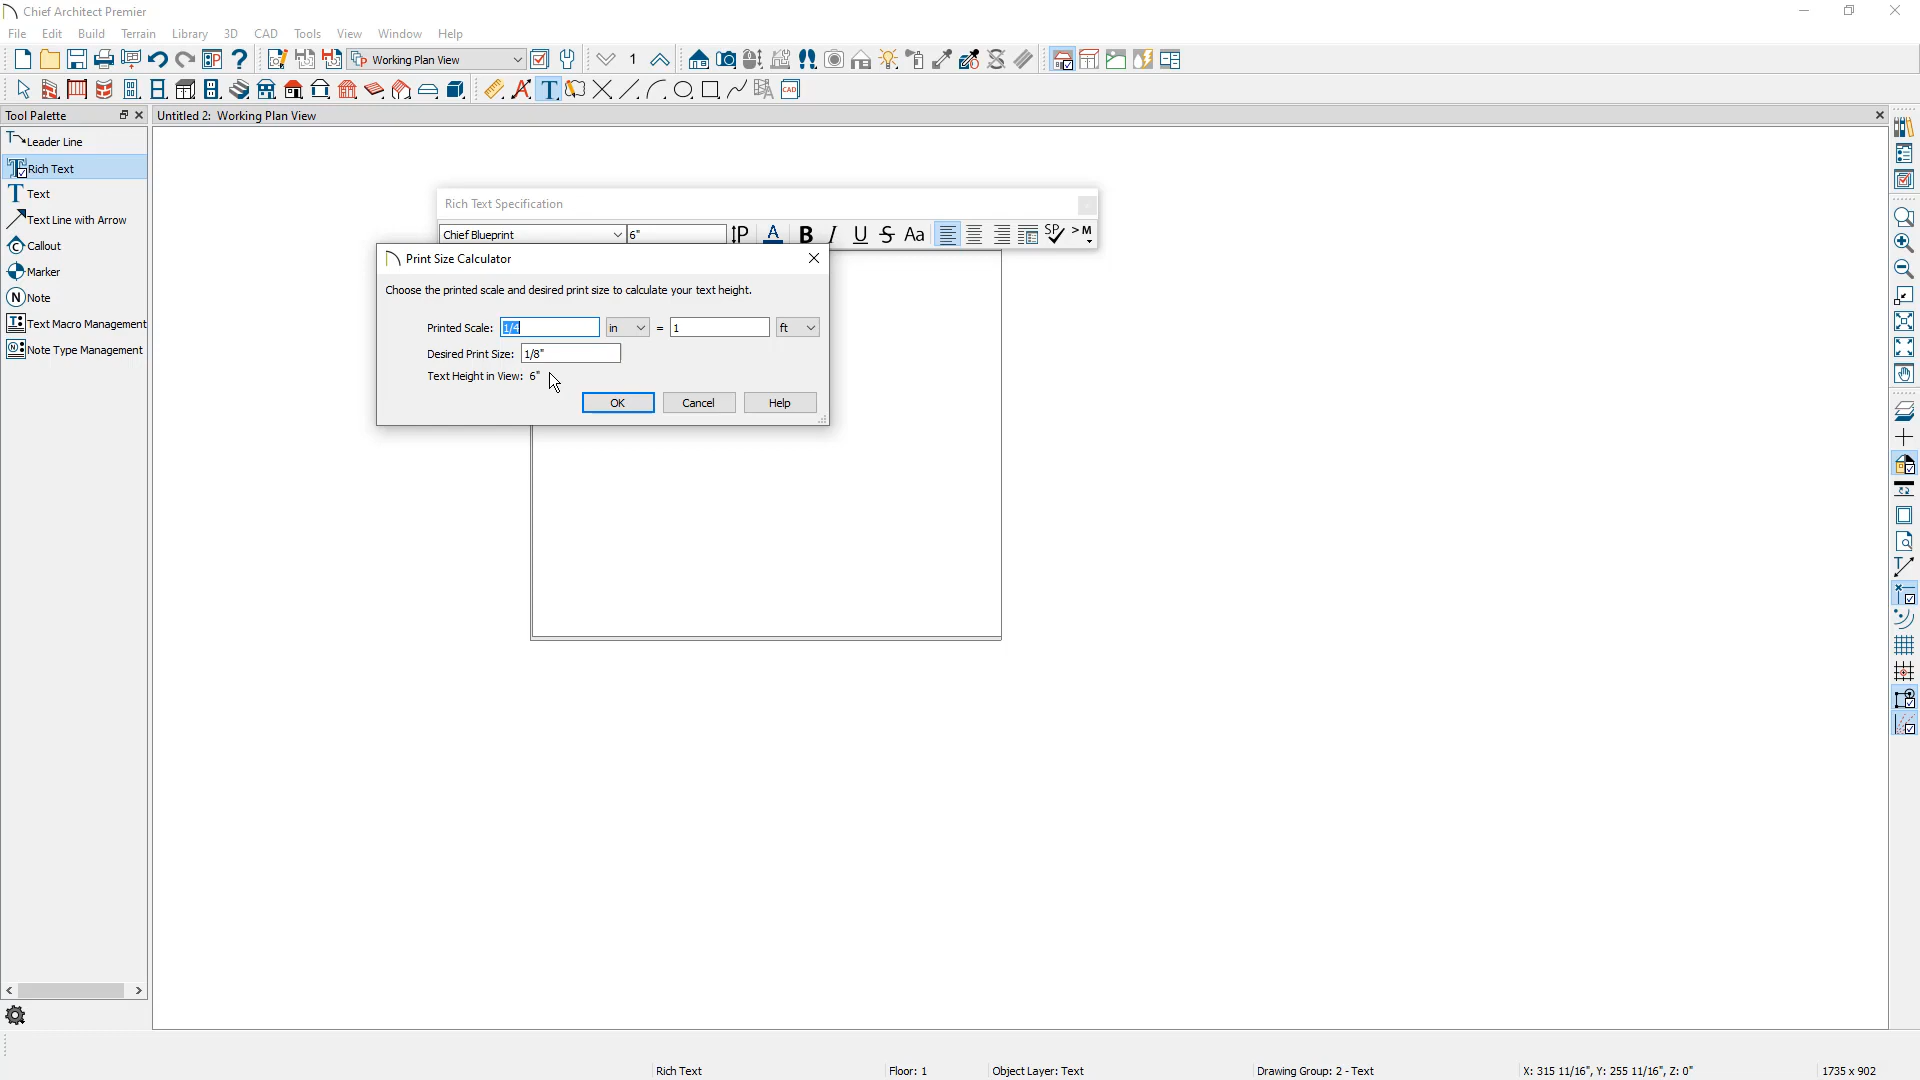 Chief Architect Premier
File Edit Build Terrain Library 3D CAD Tools View Window Help
Working Plan View
1
CAD
Tool Palette
Untitled 2: Working Plan View
Leader Line
Rich Text
Text
Text Line with Arrow
Callout
Marker
Note
Text Macro Management
Note Type Management
Rich Text Specification
Chief Blueprint 6"
Print Size Calculator
Choose the printed scale and desired print size to calculate your text height.
Printed Scale: 1/4 in = 1 ft
Desired Print Size: 1/8"
Text Height in View: 6"
OK Cancel Help
Rich Text Floor: 1 Object Layer: Text Drawing Group: 2 - Text X: 315 11/16", Y: 255 11/16", Z: 0" 1735 x 902